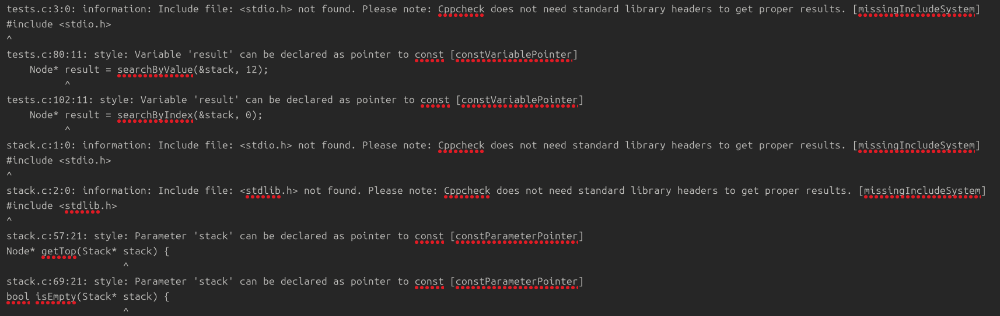 tests.c:3:0: information: Include file: <stdio.h> not found. Please note: Cppcheck does not need standard library headers to get proper results. [missingIncludeSystem]
#include <stdio.h>
^
tests.c:80:11: style: Variable 'result' can be declared as pointer to const [constVariablePointer]
    Node* result = searchByValue(&stack, 12);
          ^
tests.c:102:11: style: Variable 'result' can be declared as pointer to const [constVariablePointer]
    Node* result = searchByIndex(&stack, 0);
          ^
stack.c:1:0: information: Include file: <stdio.h> not found. Please note: Cppcheck does not need standard library headers to get proper results. [missingIncludeSystem]
#include <stdio.h>
^
stack.c:2:0: information: Include file: <stdlib.h> not found. Please note: Cppcheck does not need standard library headers to get proper results. [missingIncludeSystem]
#include <stdlib.h>
^
stack.c:57:21: style: Parameter 'stack' can be declared as pointer to const [constParameterPointer]
Node* getTop(Stack* stack) {
                    ^
stack.c:69:21: style: Parameter 'stack' can be declared as pointer to const [constParameterPointer]
bool isEmpty(Stack* stack) {
                    ^